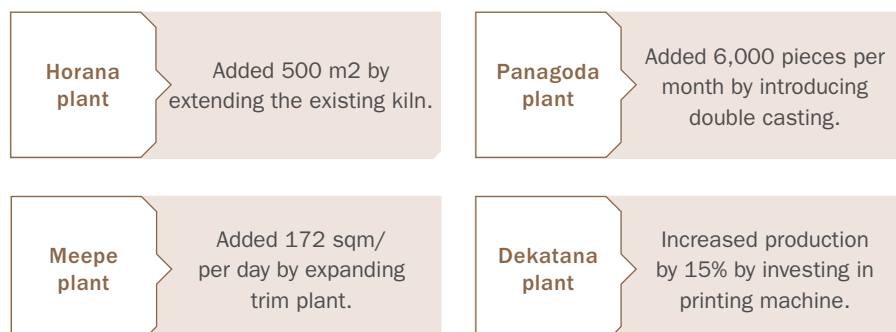 Horana
plant
Added 500 m2 by
extending the existing kiln.
Panagoda
plant
Added 6,000 pieces per
month by introducing
double casting.
Meepe
plant
Added 172 sqm/
per day by expanding
trim plant.
Dekatana
plant
Increased production
by 15% by investing in
printing machine.